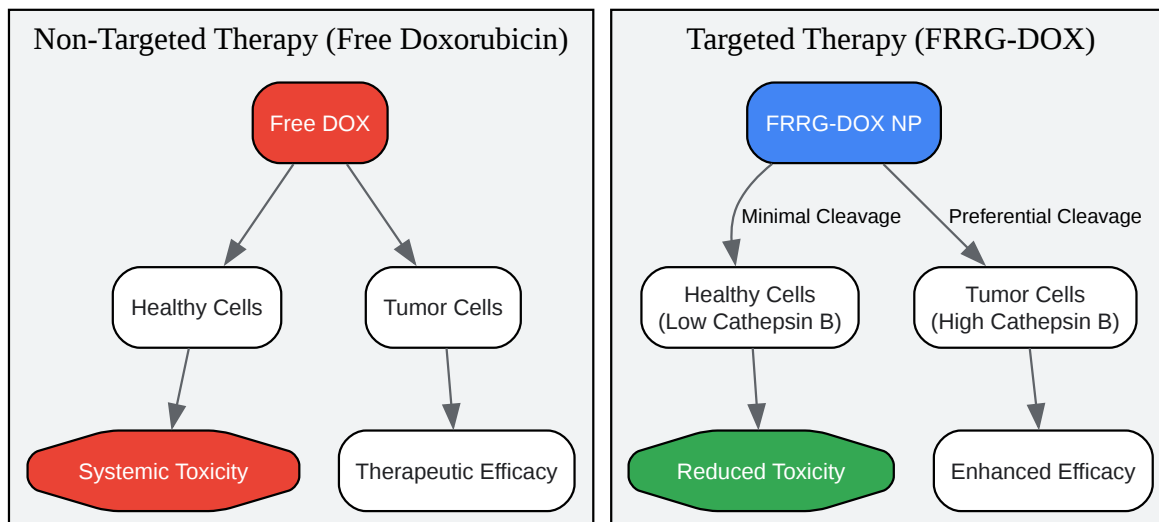 Non-Targeted Therapy (Free Doxorubicin)
Free DOX
Healthy Cells
Tumor Cells
Systemic Toxicity
Therapeutic Efficacy
Targeted Therapy (FRRG-DOX)
FRRG-DOX NP
Minimal Cleavage
Preferential Cleavage
Healthy Cells
(Low Cathepsin B)
Tumor Cells
(High Cathepsin B)
Reduced Toxicity
Enhanced Efficacy